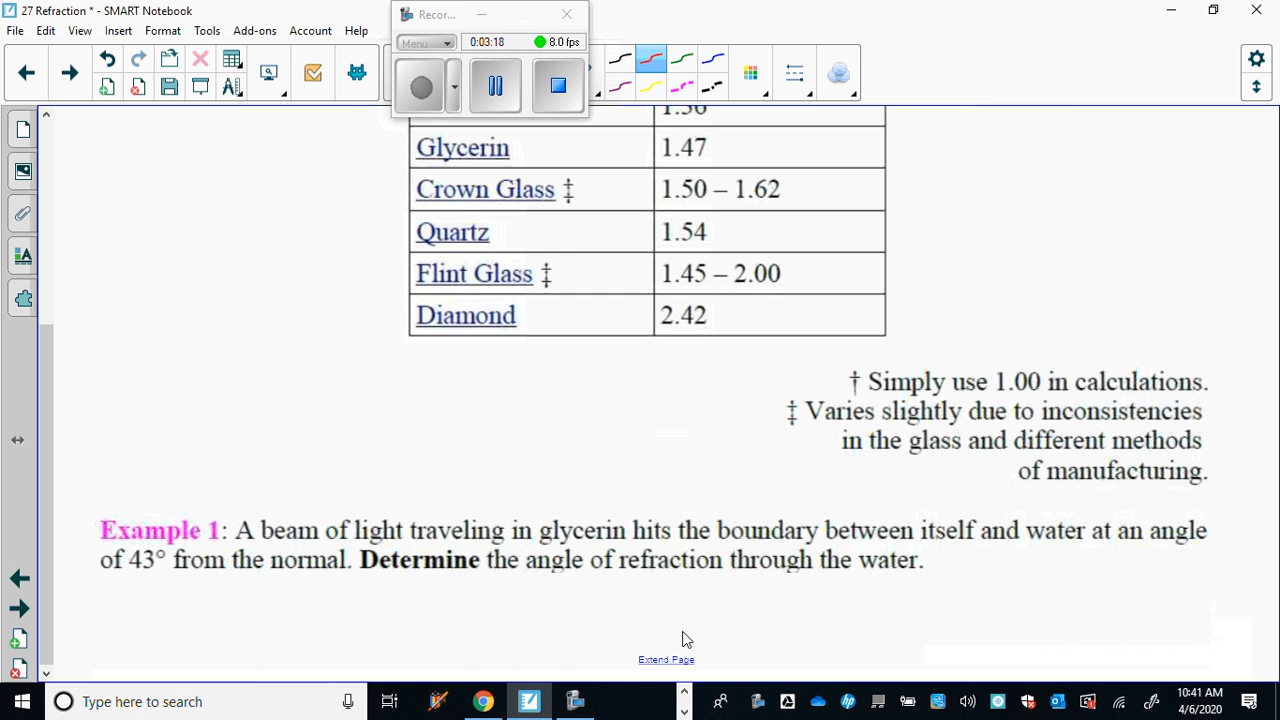 27 Refraction * - SMART Notebook
Recor...
File Edit View Insert Format Tools Add-ons Account Help
Menu 0:03:18 8.0 fps
Glycerin 1.47
Crown Glass ‡ 1.50 – 1.62
Quartz 1.54
Flint Glass ‡ 1.45 – 2.00
Diamond 2.42
† Simply use 1.00 in calculations.
‡ Varies slightly due to inconsistencies
in the glass and different methods
of manufacturing.
Example 1: A beam of light traveling in glycerin hits the boundary between itself and water at an angle
of 43° from the normal. Determine the angle of refraction through the water.
Extend Page
Type here to search
10:41 AM
4/6/2020